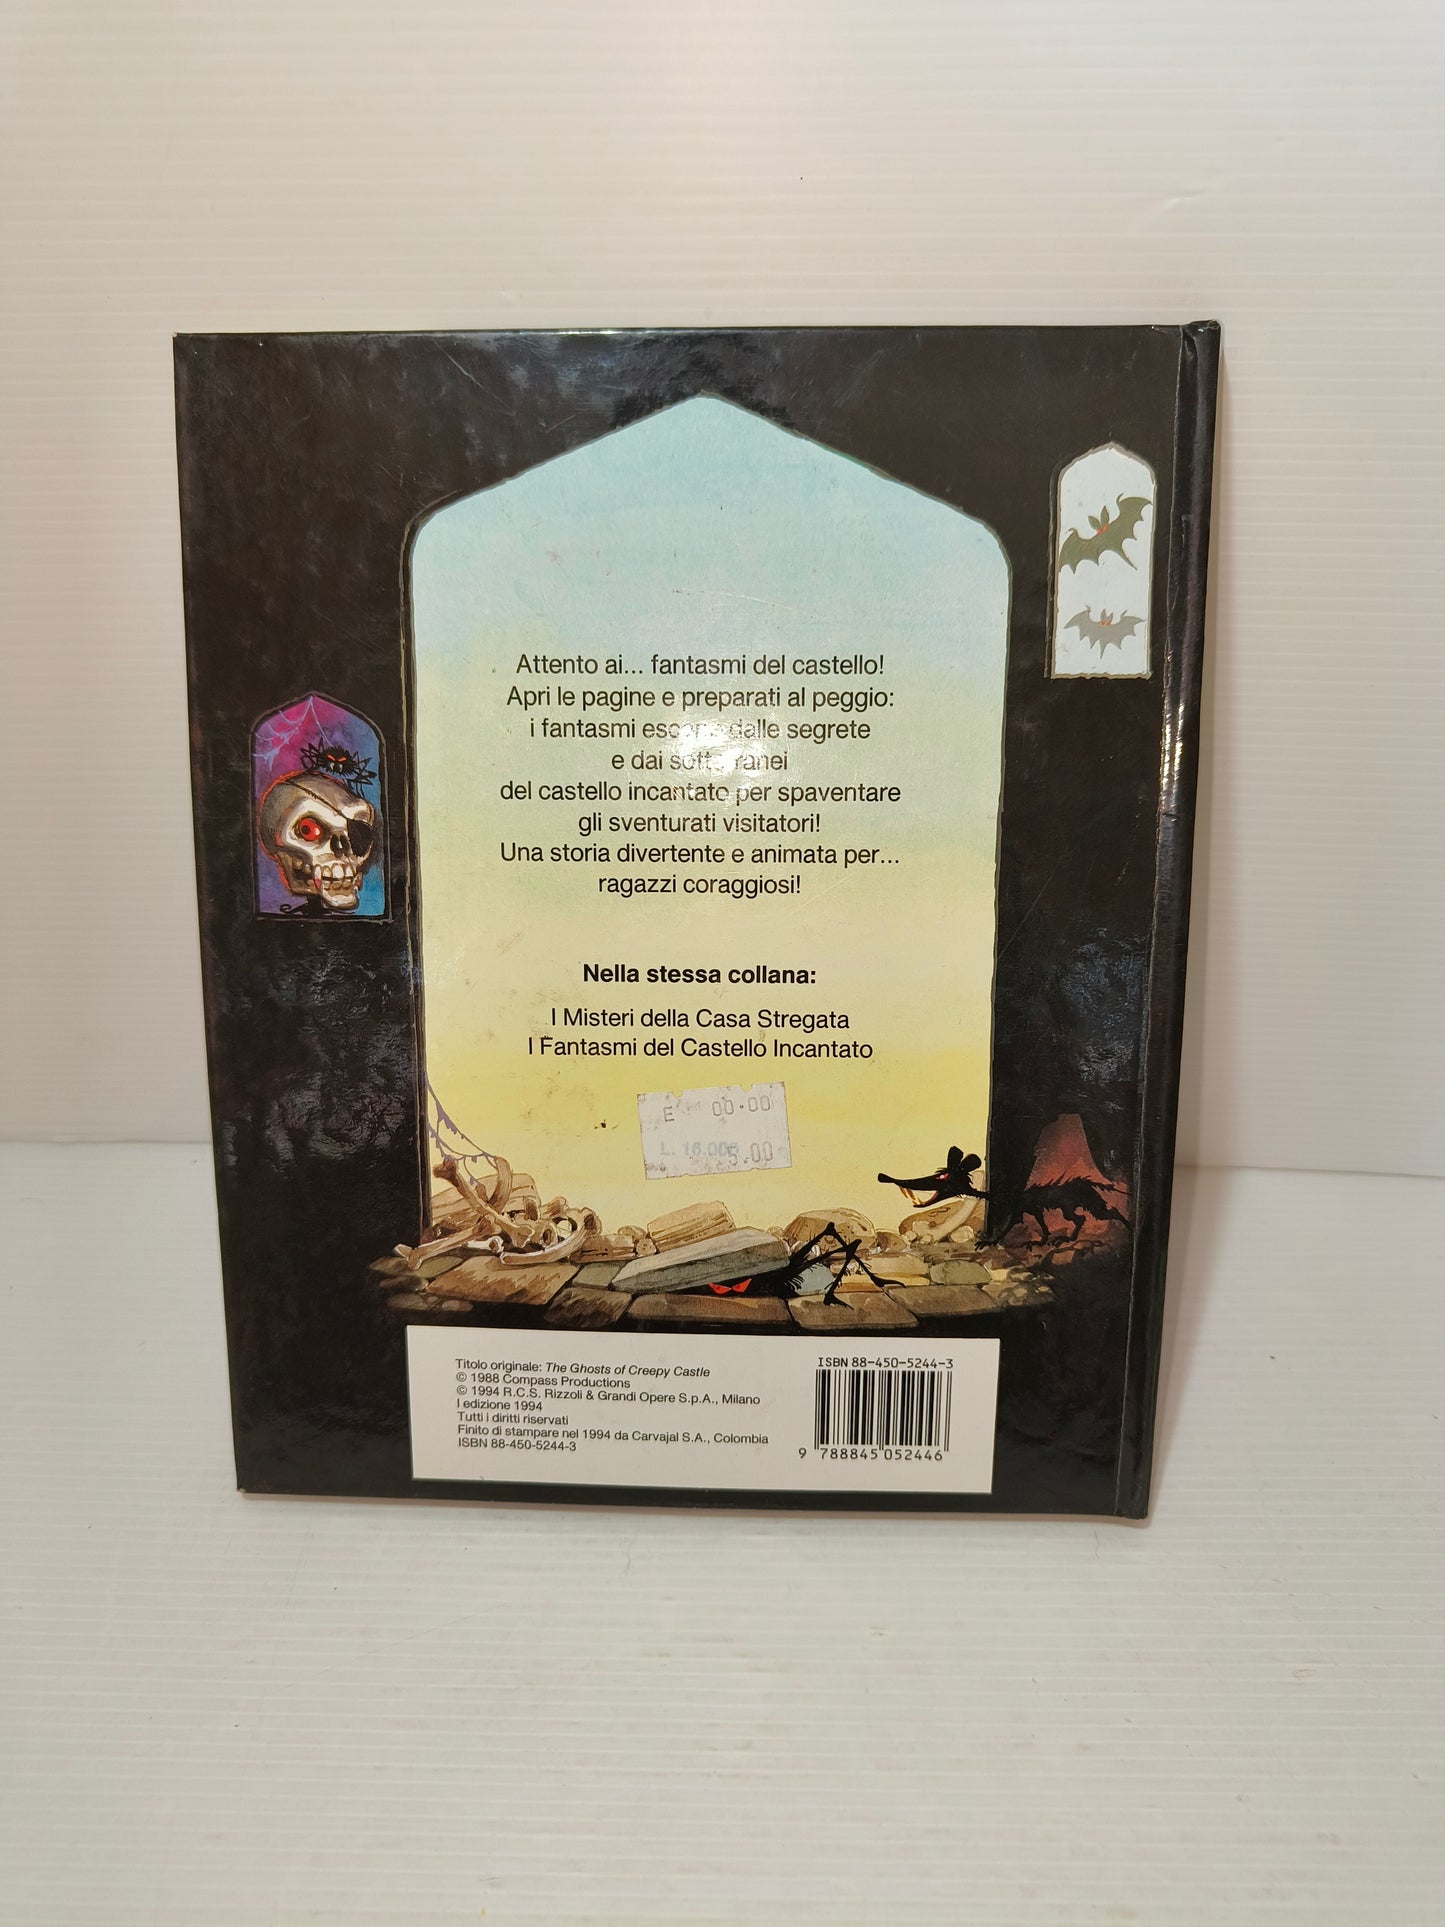 Attento ai... fantasmi del castello!
Apri le pagine e preparati al peggio:
i fantasmi escono dalle segrete
e dai sotterranei
del castello incantato per spaventare
gli sventurati visitatori!
Una storia divertente e animata per...
ragazzi coraggiosi!
Nella stessa collana:
I Misteri della Casa Stregata
I Fantasmi del Castello Incantato
E 00.00
L. 16.000
5.00
Titolo originale: The Ghosts of Creepy Castle
© 1988 Compass Productions
© 1994 R.C.S. Rizzoli & Grandi Opere S.p.A., Milano
I edizione 1994
Tutti i diritti riservati
Finito di stampare nel 1994 da Carvajal S.A., Colombia
ISBN 88-450-5244-3
ISBN 88-450-5244-3
9 788845 052446